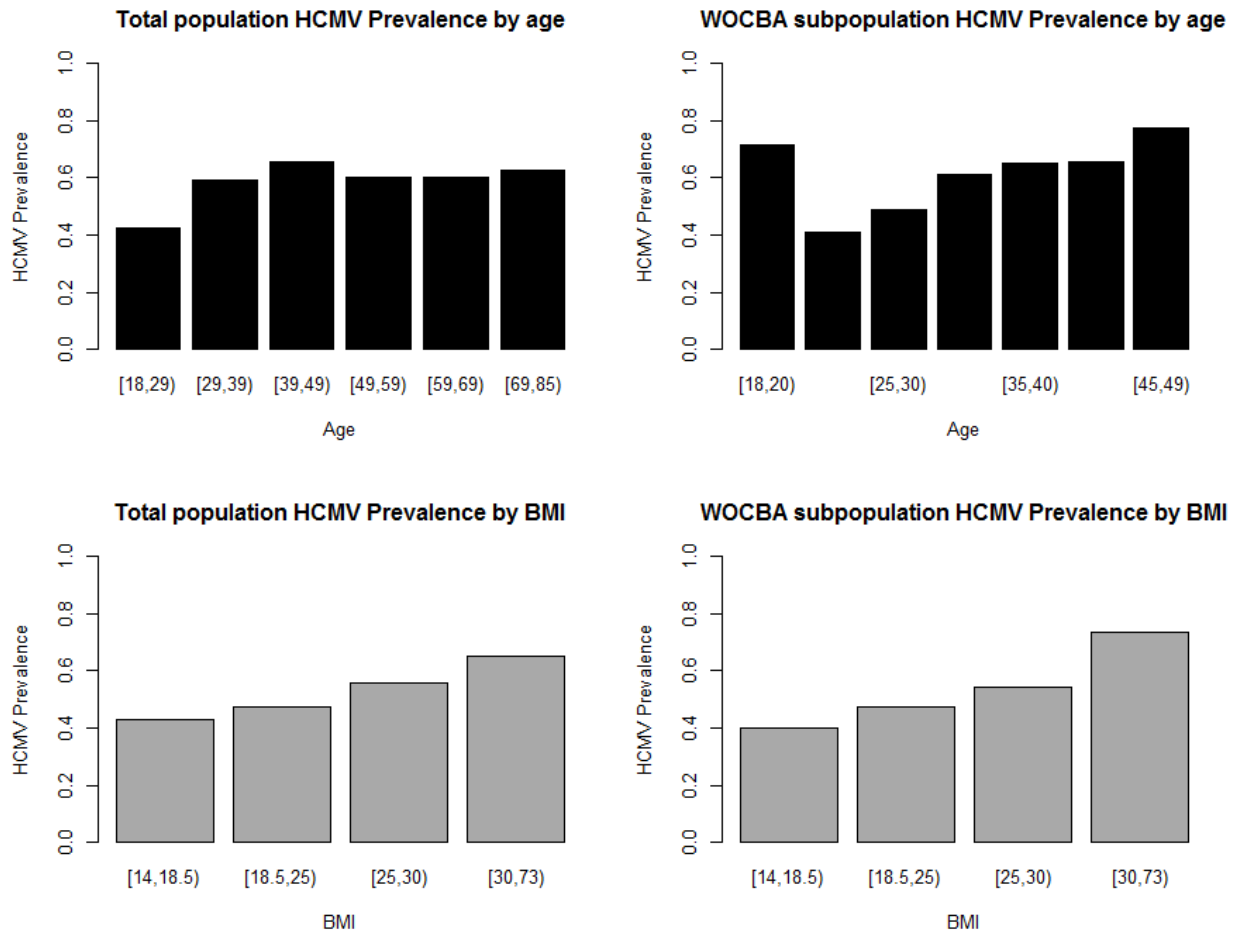 Total population HCMV Prevalence by age
HCMV Prevalence
1.0
0.8
0.6
0.4
0.2
0.0
[18,29) [29,39) [39,49) [49,59) [59,69) [69,85)
Age
WOCBA subpopulation HCMV Prevalence by age
HCMV Prevalence
1.0
0.8
0.6
0.4
0.2
0.0
[18,20) [25,30) [35,40) [45,49)
Age
Total population HCMV Prevalence by BMI
HCMV Prevalence
1.0
0.8
0.6
0.4
0.2
0.0
[14,18.5) [18.5,25) [25,30) [30,73)
BMI
WOCBA subpopulation HCMV Prevalence by BMI
HCMV Prevalence
1.0
0.8
0.6
0.4
0.2
0.0
[14,18.5) [18.5,25) [25,30) [30,73)
BMI